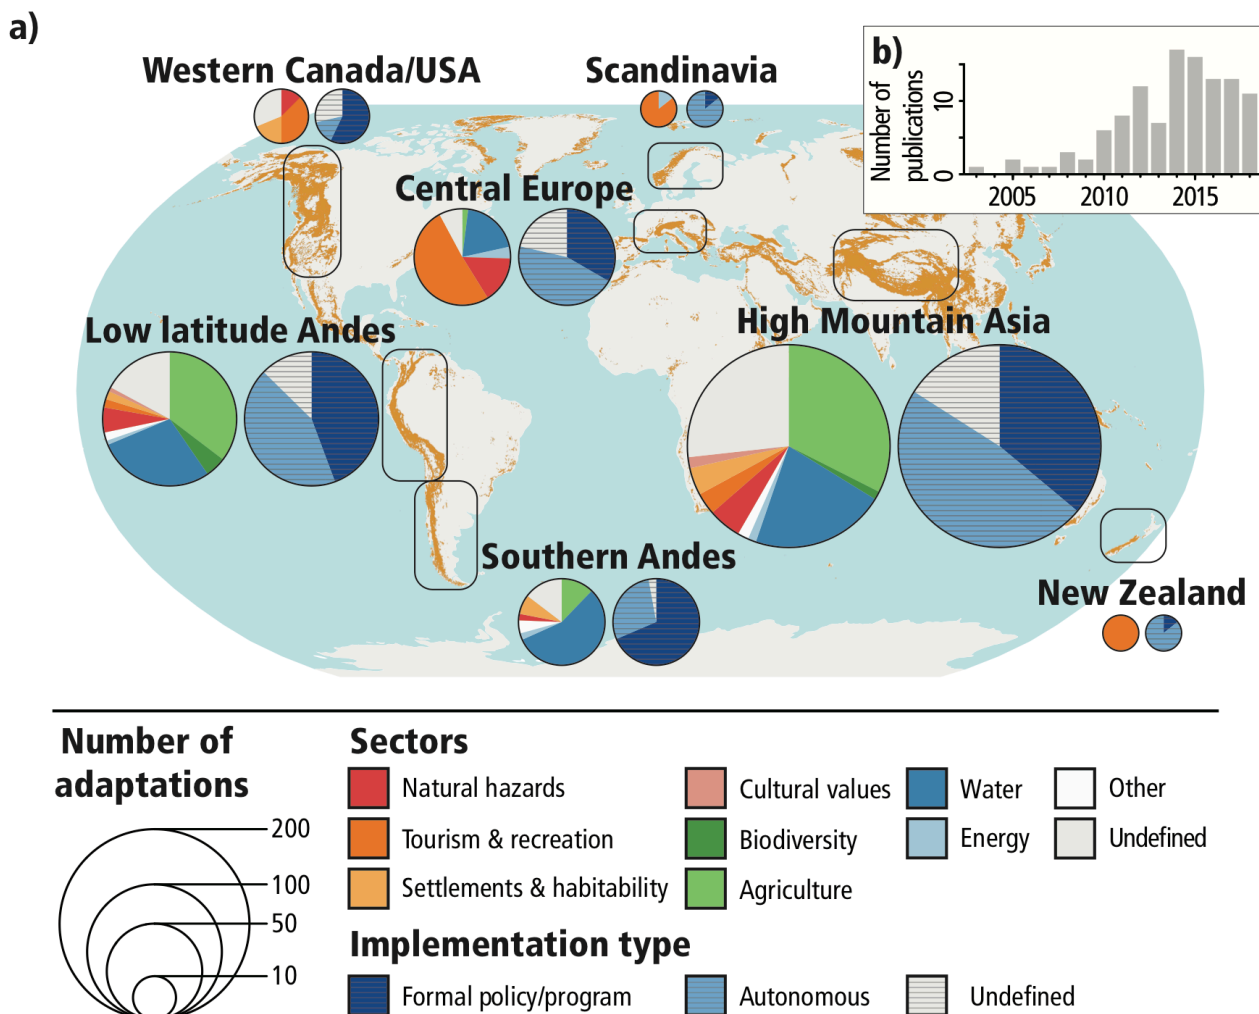 a)
Western Canada/USA
Scandinavia
b)
Number of
publications
10
0
2005
2010
2015
Central Europe
Low latitude Andes
High Mountain Asia
Southern Andes
New Zealand
Number of
adaptations
200
100
50
10
Sectors
Natural hazards
Cultural values
Water
Other
Tourism & recreation
Biodiversity
Energy
Undefined
Settlements & habitability
Agriculture
Implementation type
Formal policy/program
Autonomous
Undefined